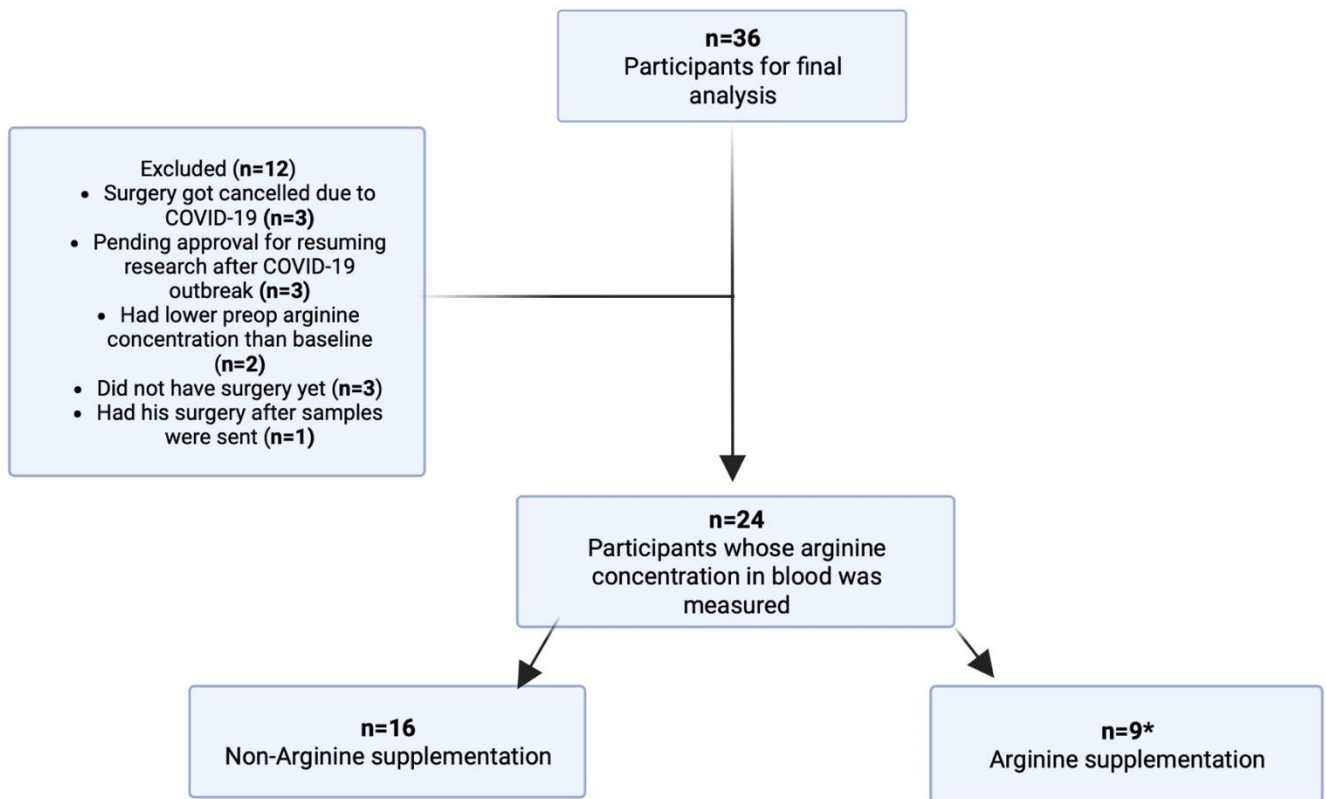 n=36
Participants for final
analysis
Excluded (n=12)
• Surgery got cancelled due to
COVID-19 (n=3)
• Pending approval for resuming
research after COVID-19
outbreak (n=3)
• Had lower preop arginine
concentration than baseline
(n=2)
• Did not have surgery yet (n=3)
• Had his surgery after samples
were sent (n=1)
n=24
Participants whose arginine
concentration in blood was
measured
n=16
Non-Arginine supplementation
n=9*
Arginine supplementation